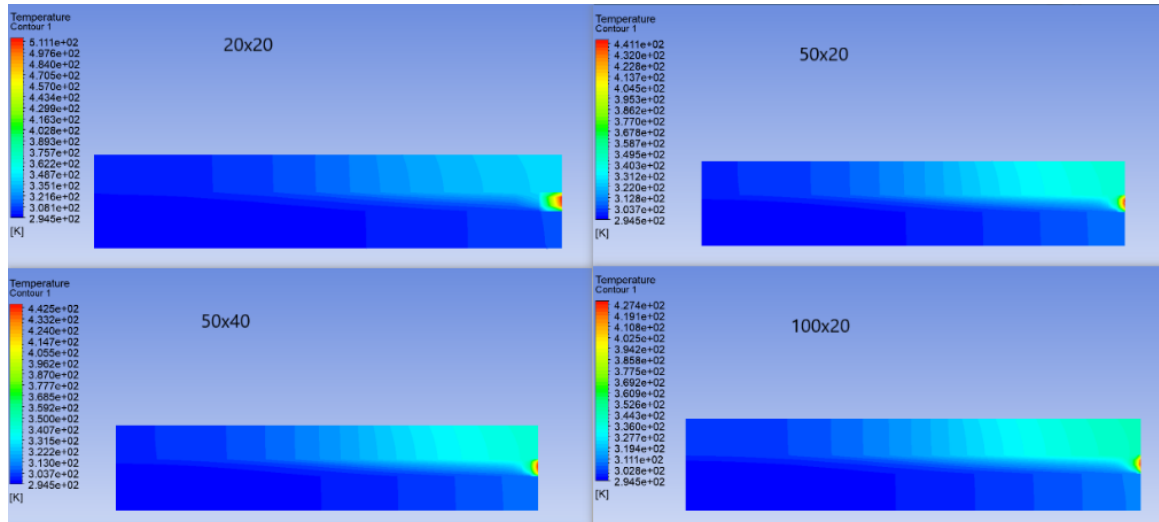 Temperature
Contour 1
5.111e+02
4.976e+02
4.840e+02
4.705e+02
4.570e+02
4.434e+02
4.299e+02
4.163e+02
4.028e+02
3.893e+02
3.757e+02
3.622e+02
3.487e+02
3.351e+02
3.216e+02
3.081e+02
2.945e+02
[K]
20x20
Temperature
Contour 1
4.411e+02
4.320e+02
4.228e+02
4.137e+02
4.045e+02
3.953e+02
3.862e+02
3.770e+02
3.678e+02
3.587e+02
3.495e+02
3.403e+02
3.312e+02
3.220e+02
3.128e+02
3.037e+02
2.945e+02
[K]
50x20
Temperature
Contour 1
4.425e+02
4.332e+02
4.240e+02
4.147e+02
4.055e+02
3.962e+02
3.870e+02
3.777e+02
3.685e+02
3.592e+02
3.500e+02
3.407e+02
3.315e+02
3.222e+02
3.130e+02
3.037e+02
2.945e+02
[K]
50x40
Temperature
Contour 1
4.274e+02
4.191e+02
4.108e+02
4.025e+02
3.942e+02
3.858e+02
3.775e+02
3.692e+02
3.609e+02
3.526e+02
3.443e+02
3.360e+02
3.277e+02
3.194e+02
3.111e+02
3.028e+02
2.945e+02
[K]
100x20